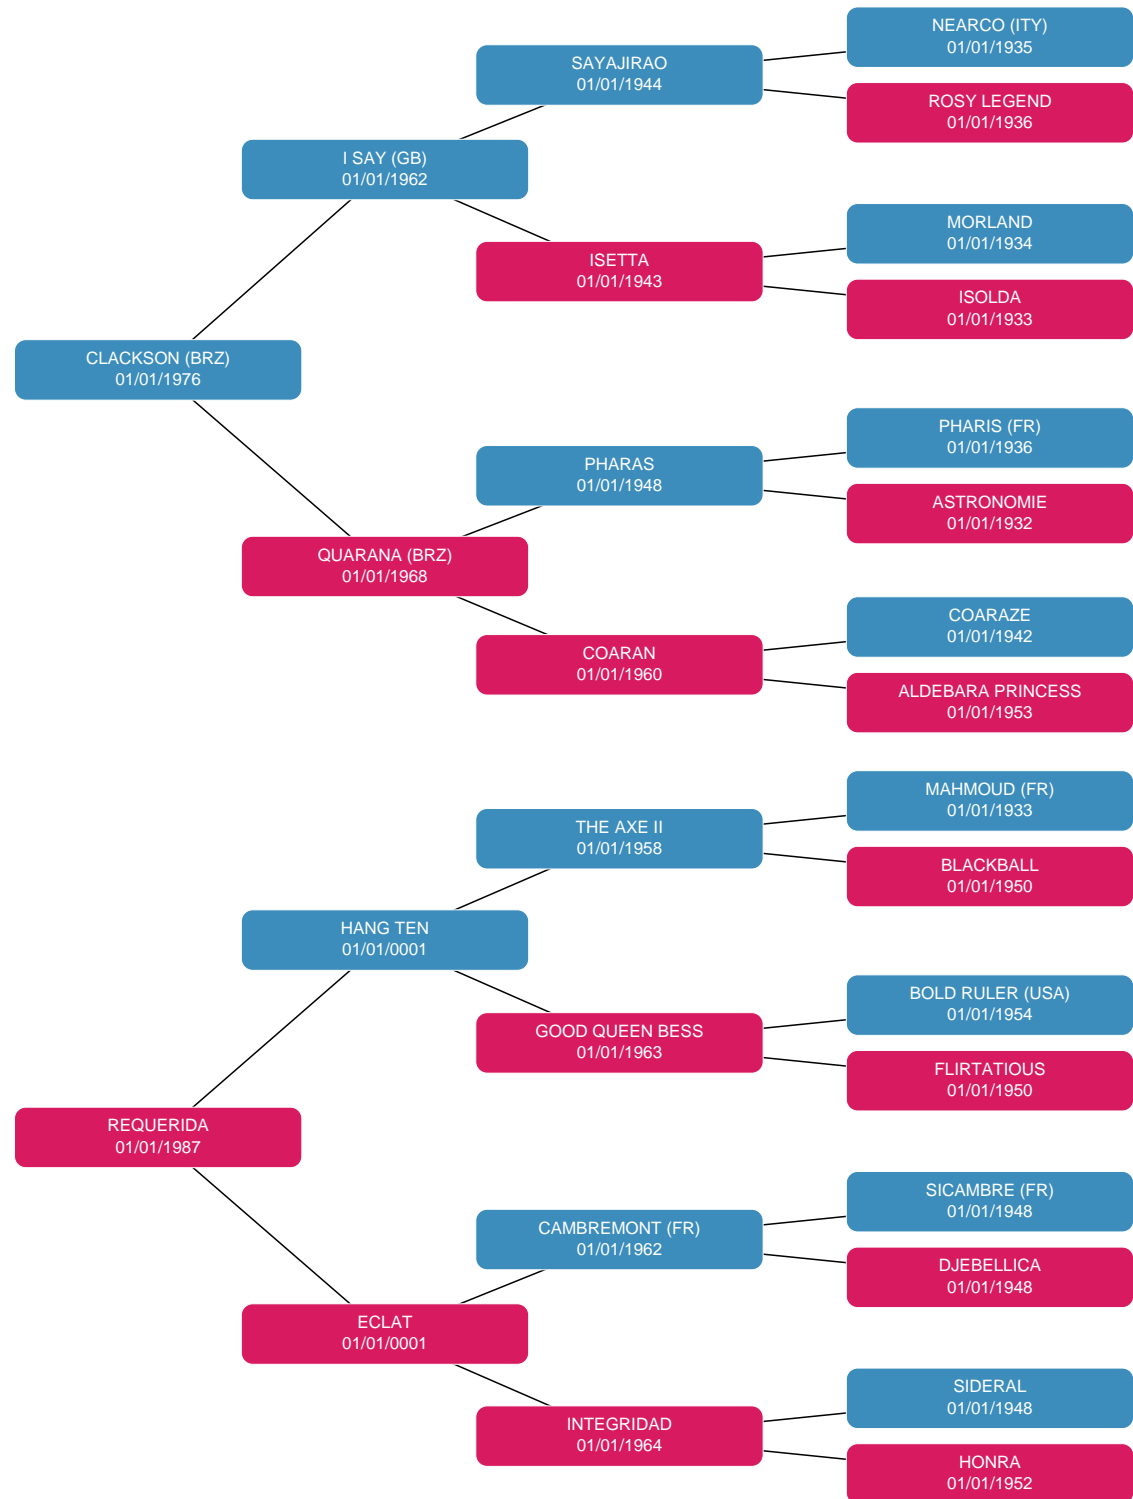 NEARCO (ITY)
01/01/1935
SAYAJIRAO
01/01/1944
ROSY LEGEND
01/01/1936
I SAY (GB)
01/01/1962
MORLAND
01/01/1934
ISETTA
01/01/1943
ISOLDA
01/01/1933
CLACKSON (BRZ)
01/01/1976
PHARIS (FR)
01/01/1936
PHARAS
01/01/1948
ASTRONOMIE
01/01/1932
QUARANA (BRZ)
01/01/1968
COARAZE
01/01/1942
COARAN
01/01/1960
ALDEBARA PRINCESS
01/01/1953
MAHMOUD (FR)
01/01/1933
THE AXE II
01/01/1958
BLACKBALL
01/01/1950
HANG TEN
01/01/0001
BOLD RULER (USA)
01/01/1954
GOOD QUEEN BESS
01/01/1963
FLIRTATIOUS
01/01/1950
REQUERIDA
01/01/1987
SICAMBRE (FR)
01/01/1948
CAMBREMONT (FR)
01/01/1962
DJEBELLICA
01/01/1948
ECLAT
01/01/0001
SIDERAL
01/01/1948
INTEGRIDAD
01/01/1964
HONRA
01/01/1952